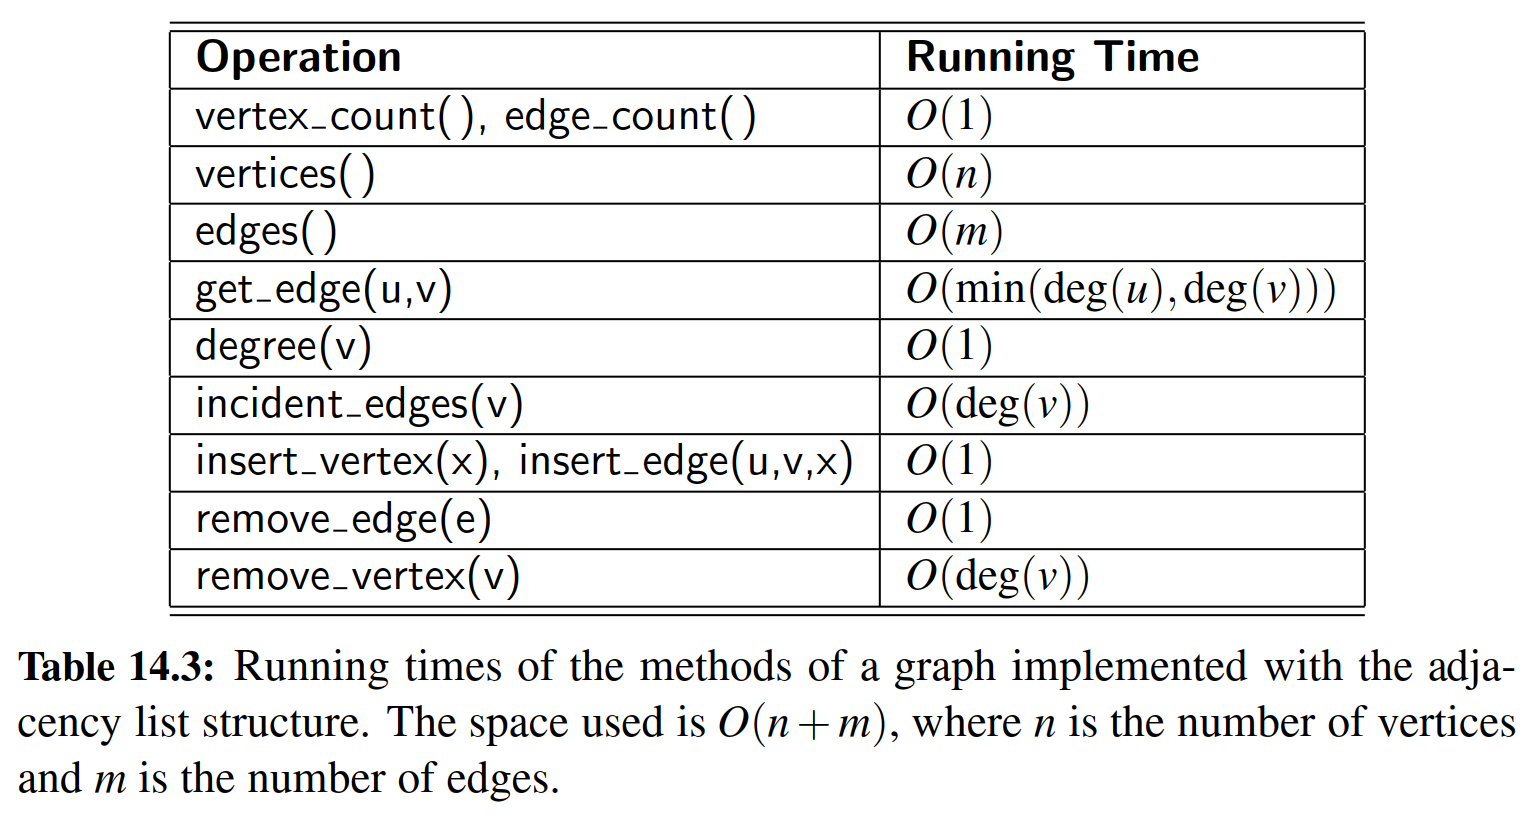 Operation Running Time
vertex_count( ), edge_count( ) O(1)
vertices( ) O(n)
edges( ) O(m)
get_edge(u,v) O(min(deg(u),deg(v)))
degree(v) O(1)
incident_edges(v) O(deg(v))
insert_vertex(x), insert_edge(u,v,x) O(1)
remove_edge(e) O(1)
remove_vertex(v) O(deg(v))
Table 14.3: Running times of the methods of a graph implemented with the adja-
cency list structure. The space used is O(n+m), where n is the number of vertices
and m is the number of edges.